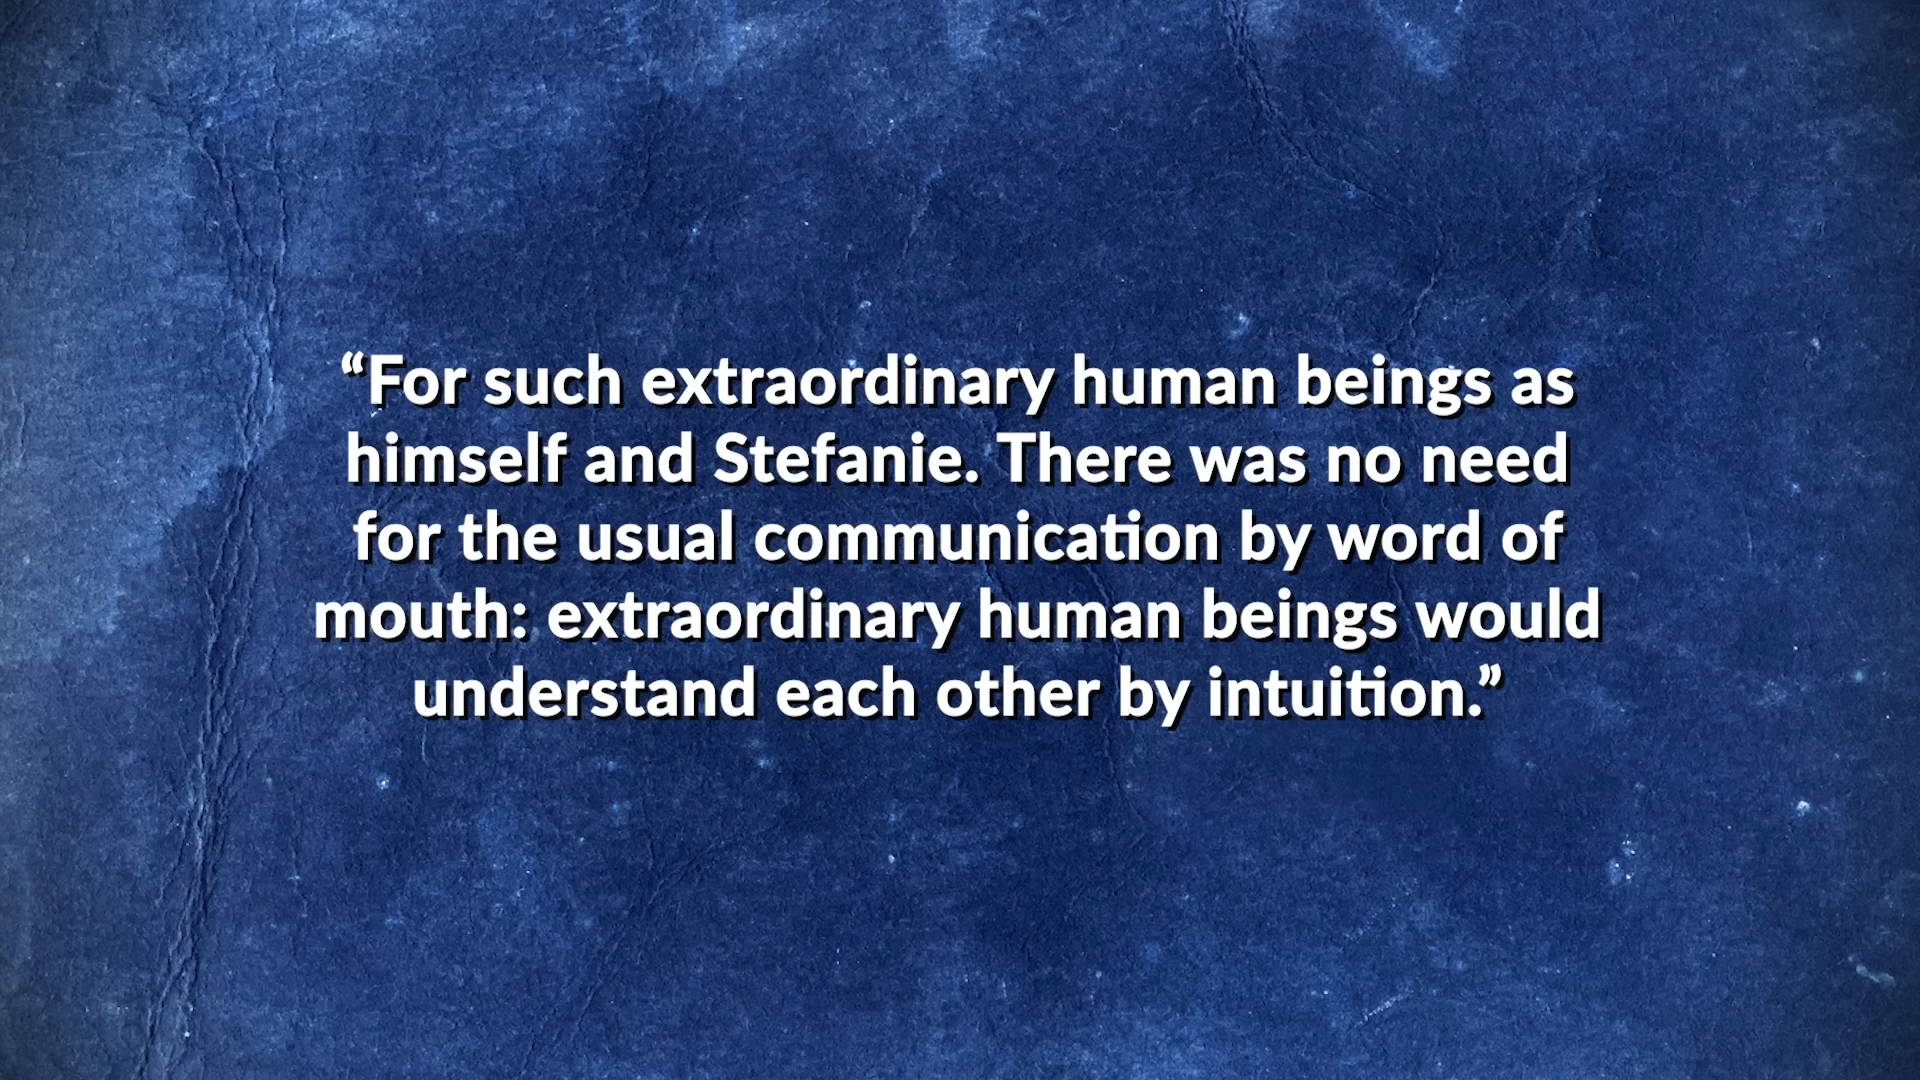 “For such extraordinary human beings as
himself and Stefanie. There was no need
for the usual communication by word of
mouth: extraordinary human beings would
understand each other by intuition.”